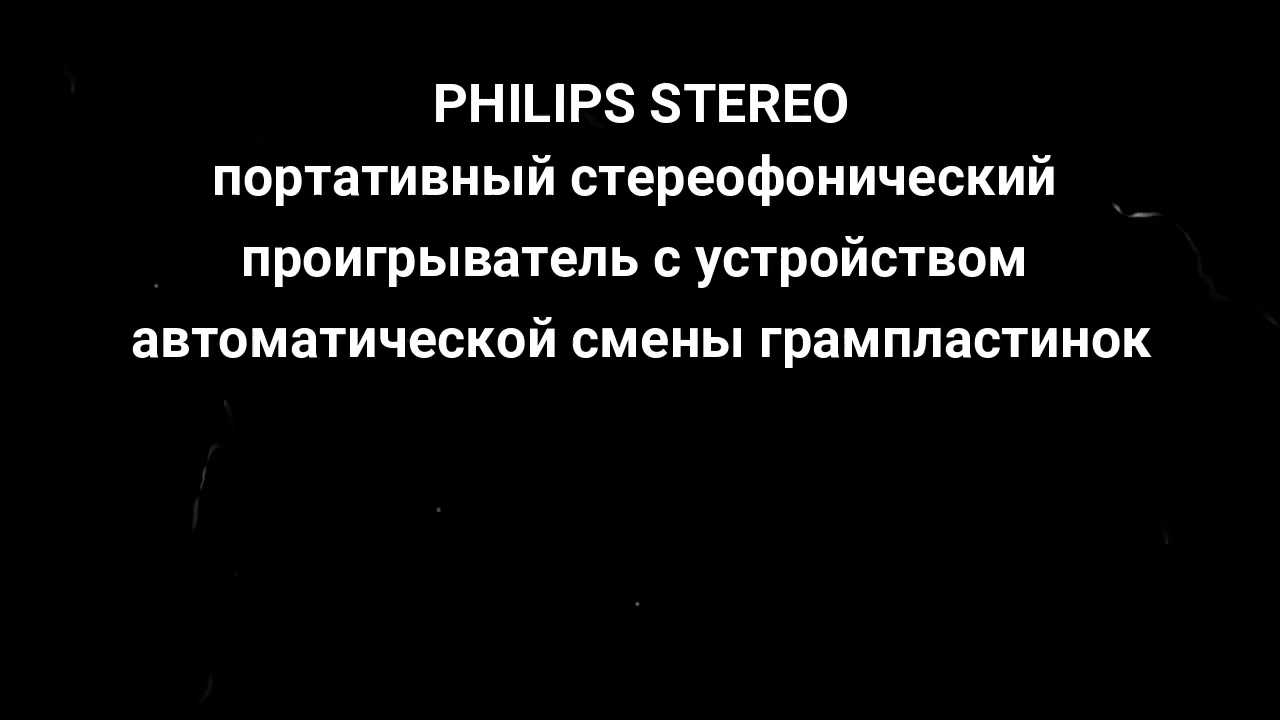 PHILIPS STEREO
портативный стереофонический
проигрыватель с устройством
автоматической смены грампластинок